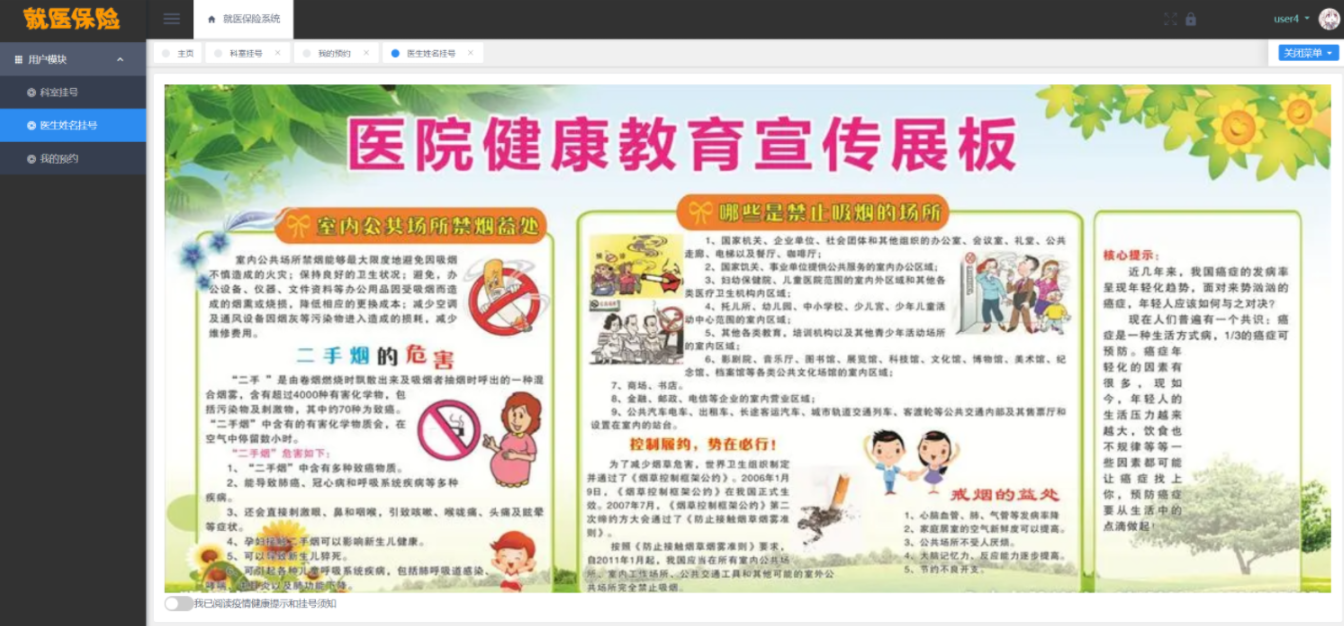 就医保险
就医保险系统
user4
用户模块
科室挂号
医生姓名挂号
我的预约
主页
科室挂号
我的预约
医生姓名挂号
关闭菜单
医院健康教育宣传展板
室内公共场所禁烟益处
室内公共场所禁烟能够最大限度地避免因吸烟
不慎造成的火灾；保持良好的卫生状况；避免，办
公设备、仪器、文件资料等办公用品因受吸烟而造
成的烟熏或烧损，降低相应的更换成本；减少空调
及通风设备因烟灰等污染物进入造成的损耗，减少
维修费用。
二手烟的危害
“二手 ”是由卷烟燃烧时飘散出来及吸烟者抽烟时呼出的一种混
合烟雾，含有超过4000种有害化学物，包
括污染物及刺激物，其中约70种为致癌。
“二手烟”中含有的有害化学物质会，在
空气中停留数小时。
“二手烟”危害如下：
1、“二手烟”中含有多种致癌物质。
2、能导致肺癌、冠心病和呼吸系统疾病等多种
疾病。
3、还会直接刺激眼、鼻和咽喉，引致咳嗽、喉咙痛、头痛及眩晕
等症状。
4、孕妇接触二手烟可以影响新生儿健康。
5、可以导致新生儿猝死。
6、可引起各种儿童呼吸系统疾病，包括肺呼吸道感染、
哮喘、中耳炎以及肺功能下降。
哪些是禁止吸烟的场所
1、国家机关、企业单位、社会团体和其他组织的办公室、会议室、礼堂、公共
走廊、电梯以及餐厅、咖啡厅；
2、国家饥关、事业单位提供公共服务的室内办公区域；
3、妇幼保健院、儿童医院范围的室内外区域和其他各
类医疗卫生机构内区域；
4、托儿所、幼儿园、中小学校、少儿宫、少年儿童活
动中心范围的室内区域；
5、其他各类教育，培训机构以及其他青少年活动场所
的室内区域；
6、影剧院、音乐厅、图书馆、展览馆、科技馆、文化馆、博物馆、美术馆、纪
念馆、档案馆等各类公共文化场馆的室内区域；
7、商场、书店。
8、金融、邮政、电信等企业的室内营业区域；
9、公共汽车电车、出租车、长途客运汽车、城市轨道交通列车、客渡轮等公共交通内部及其售票厅和
设置在室内的站台。
控制履约，势在必行！
为了减少烟草危害，世界卫生组织制定
并通过了《烟草控制框架公约》。2006年1月
9日，《烟草控制框架公约》在我国正式生
效。2007年7月，《烟草控制框架公约》第二
次缔约方大会通过了《防止接触烟草烟雾准
则》。
按照《防止接触烟草烟雾准则》要求，
自2011年1月起，我国应当在所有室内公共场
所、室内工作场所、公共交通工具和其他可能的室外公
共场所完全禁止吸烟。
戒烟的益处
1、心脑血管、肺、气管等发病率降
2、家庭居室的空气新鲜度可以提高。
3、公共场所不受人厌烦。
4、大脑记忆力、反应能力逐步提高。
5、节约不良开支。
核心提示：
近几年来，我国癌症的发病率
呈现年轻化趋势，面对来势汹汹的
癌症，年轻人应该如何与之对决？
现在人们普遍有一个共识：癌
症是一种生活方式病，1/3的癌症可
预防。癌症年
轻化的因素有
很多，现如
今，年轻人的
生活压力越来
越大，饮食也
不规律等等一
些因素都可能
让癌症找上
你，预防癌症
要从生活中的
点滴做起！
我已阅读疫情健康提示和挂号须知